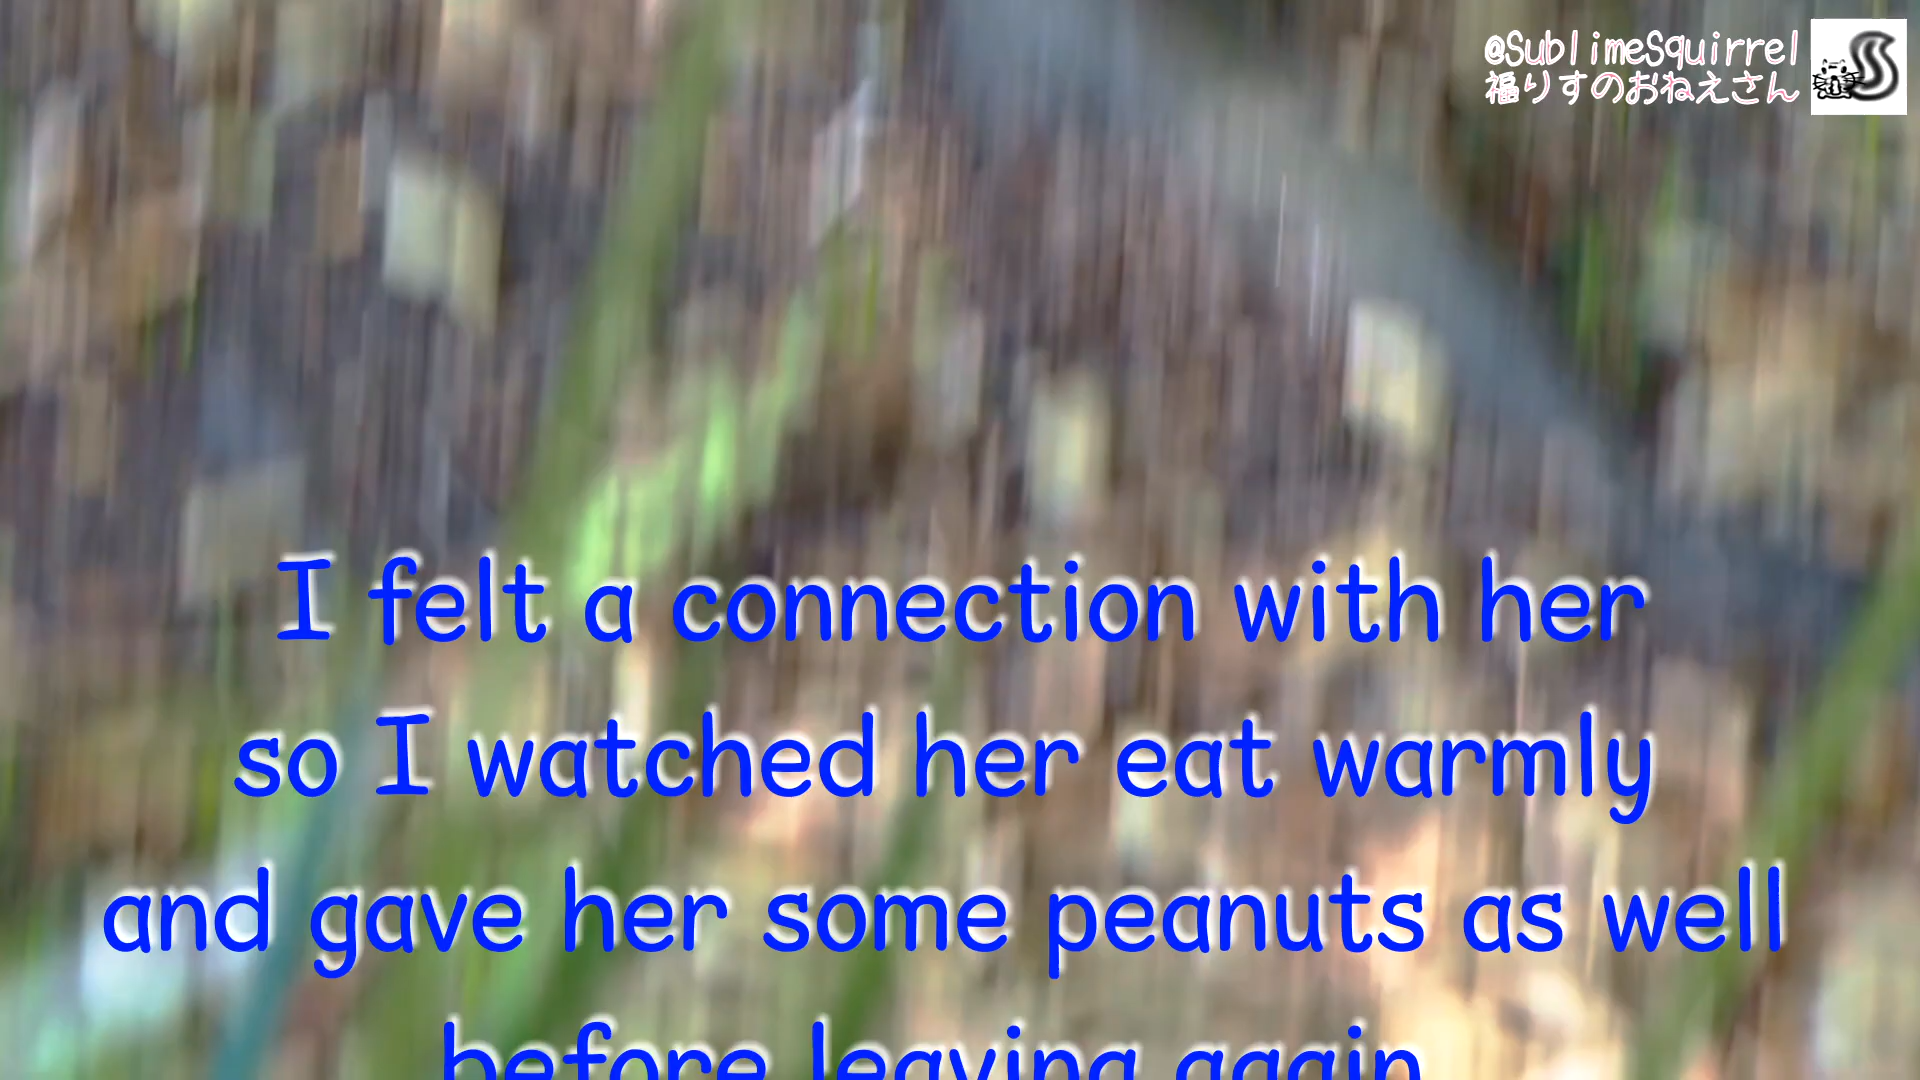 @SublimeSquirrel
福りすのおねえさん
I felt a connection with her
so I watched her eat warmly
and gave her some peanuts as well
before leaving again